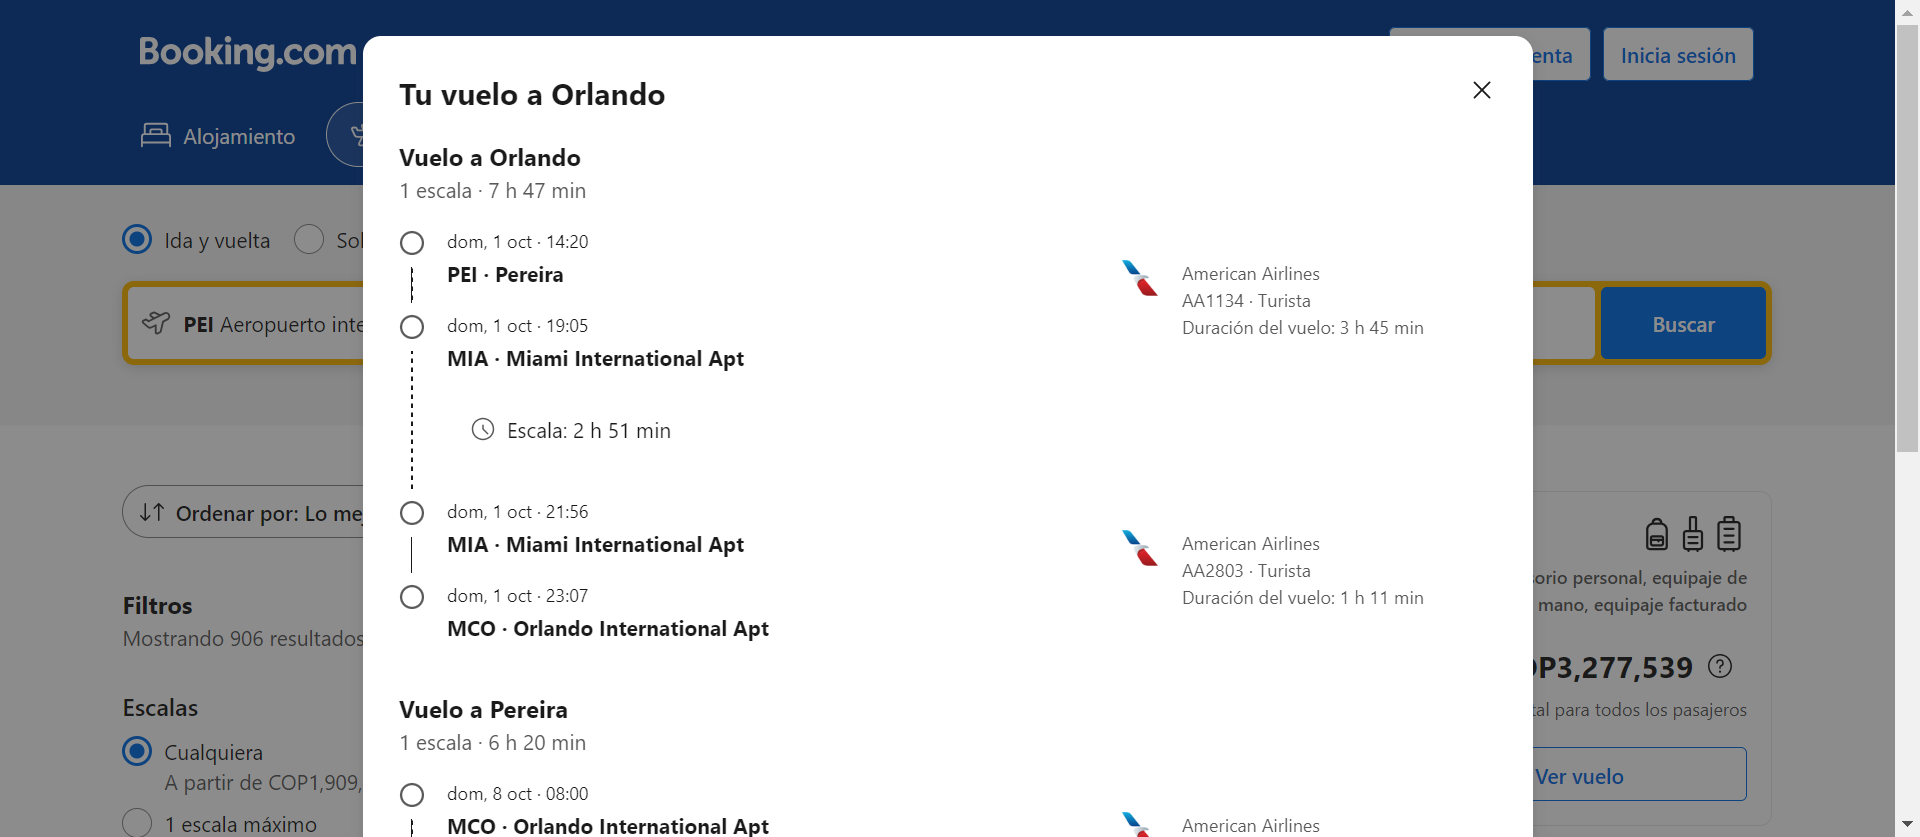 Booking.com
enta
Inicia sesión
Alojamiento
Tu vuelo a Orlando
Vuelo a Orlando
1 escala · 7 h 47 min
dom, 1 oct · 14:20
PEI · Pereira
American Airlines
AA1134 · Turista
Duración del vuelo: 3 h 45 min
dom, 1 oct · 19:05
MIA · Miami International Apt
Escala: 2 h 51 min
dom, 1 oct · 21:56
MIA · Miami International Apt
American Airlines
AA2803 · Turista
Duración del vuelo: 1 h 11 min
dom, 1 oct · 23:07
MCO · Orlando International Apt
Vuelo a Pereira
1 escala · 6 h 20 min
dom, 8 oct · 08:00
MCO · Orlando International Apt
American Airlines
Ida y vuelta
Sol
PEI Aeropuerto inte
Buscar
Ordenar por: Lo mej
Filtros
Mostrando 906 resultados
Escalas
Cualquiera
A partir de COP1,909,
1 escala máximo
sorio personal, equipaje de
mano, equipaje facturado
OP3,277,539
tal para todos los pasajeros
Ver vuelo